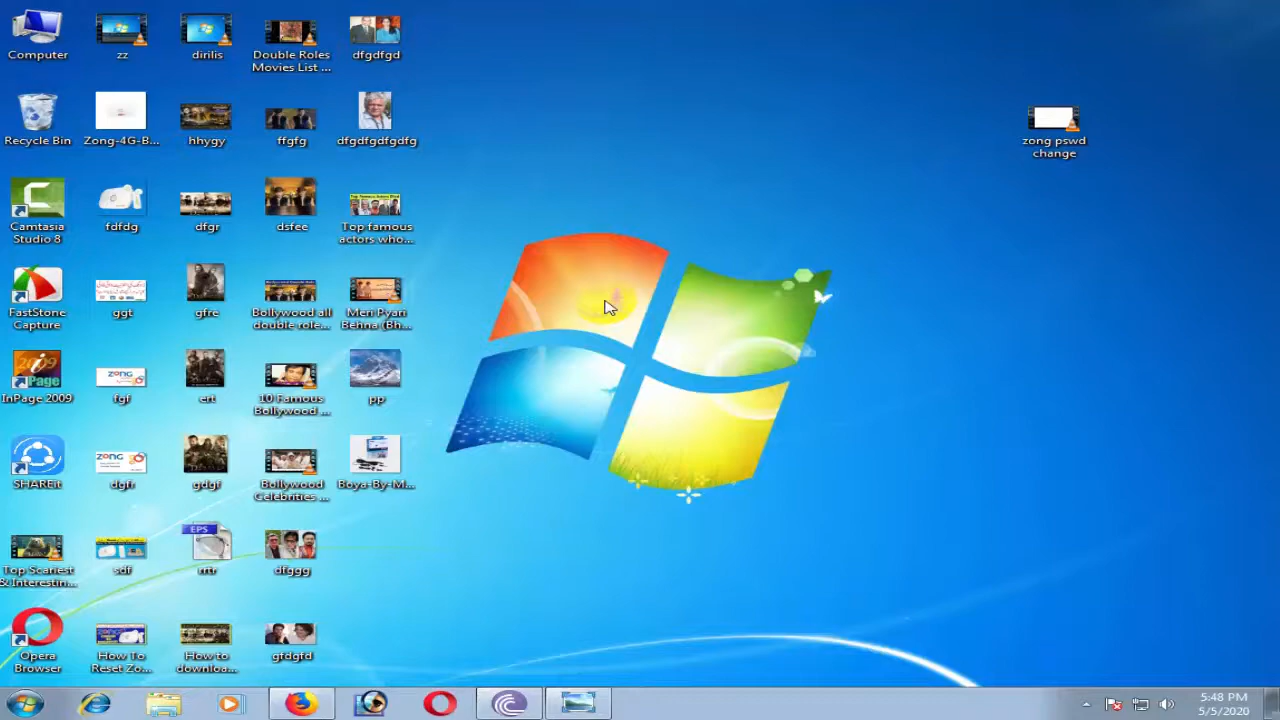 Computer
zz
dirilis
Double Roles
Movies List ...
dfgdfgd
Recycle Bin
Zong-4G-B...
hhygy
ffgfg
dfgdfgdfgdfg
zong pswd
change
Camtasia
Studio 8
fdfdg
dfgr
dsfee
Top famous
actors who...
FastStone
Capture
ggt
gfre
Bollywood all
double role...
Meri Pyari
Behna (Bh...
InPage 2009
fgf
ert
10 Famous
Bollywood ...
pp
SHAREit
dgfr
gdgf
Bollywood
Celebrities ...
Boya-By-M...
Top Scariest
& Interestin...
sdf
EPS
rrtr
dfggg
Opera
Browser
How To
Reset Zo...
How to
downloa...
gfdgfd
5:48 PM
5/5/2020